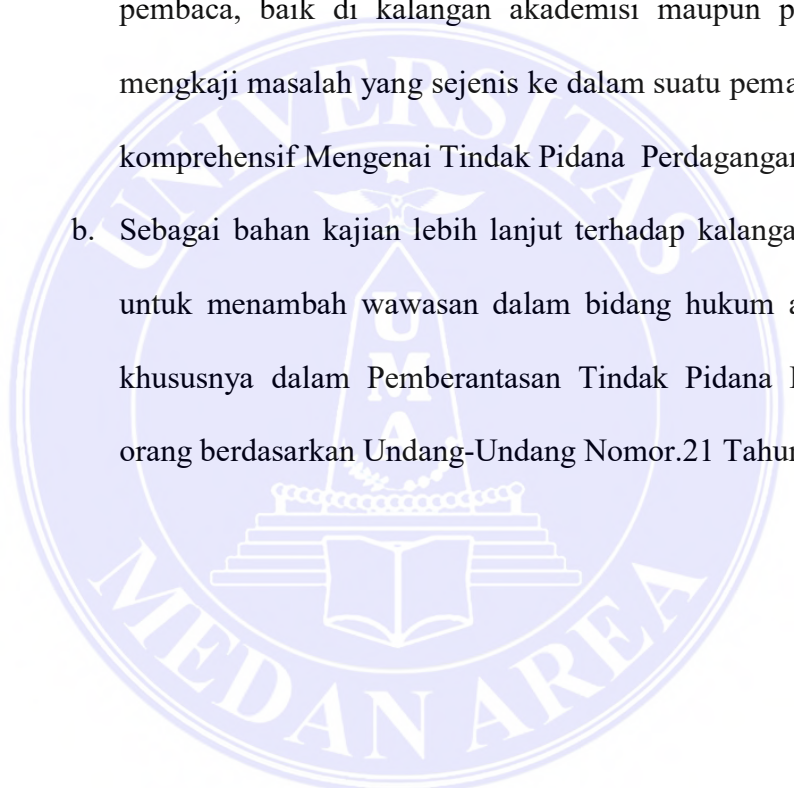 pembaca, baik di kalangan akademisi maupun
mengkaji masalah yang sejenis ke dalam suatu
komprehensif Mengenai Tindak Pidana Perdagangan
b. Sebagai bahan kajian lebih lanjut terhadap
untuk menambah wawasan dalam bidang hukum
khususnya dalam Pemberantasan Tindak Pidana
orang berdasarkan Undang-Undang Nomor.21 Tahun
UNIVERSITAS
UMA
MEDAN AREA